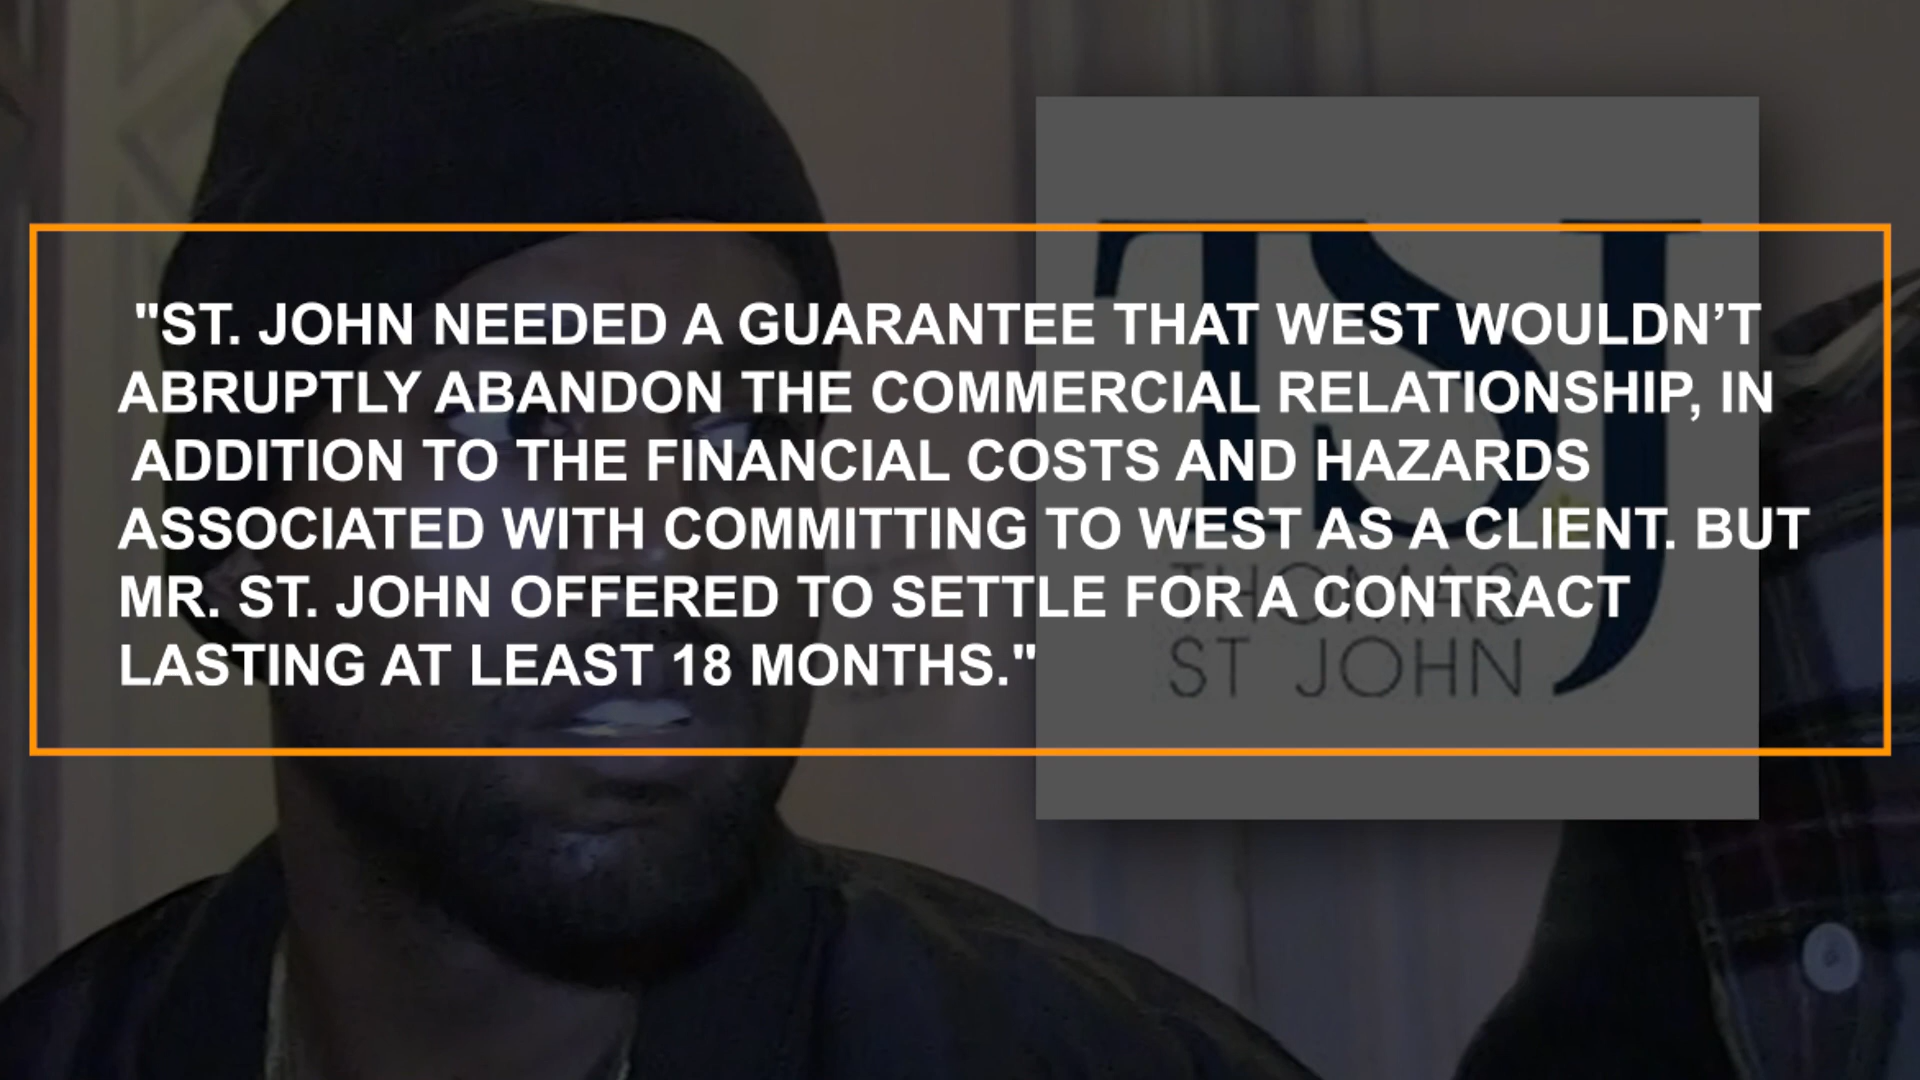 "ST. JOHN NEEDED A GUARANTEE THAT WEST WOULDN’T
ABRUPTLY ABANDON THE COMMERCIAL RELATIONSHIP, IN
ADDITION TO THE FINANCIAL COSTS AND HAZARDS
ASSOCIATED WITH COMMITTING TO WEST AS A CLIENT. BUT
MR. ST. JOHN OFFERED TO SETTLE FOR A CONTRACT
LASTING AT LEAST 18 MONTHS."
TSJ
THOMAS
ST JOHN